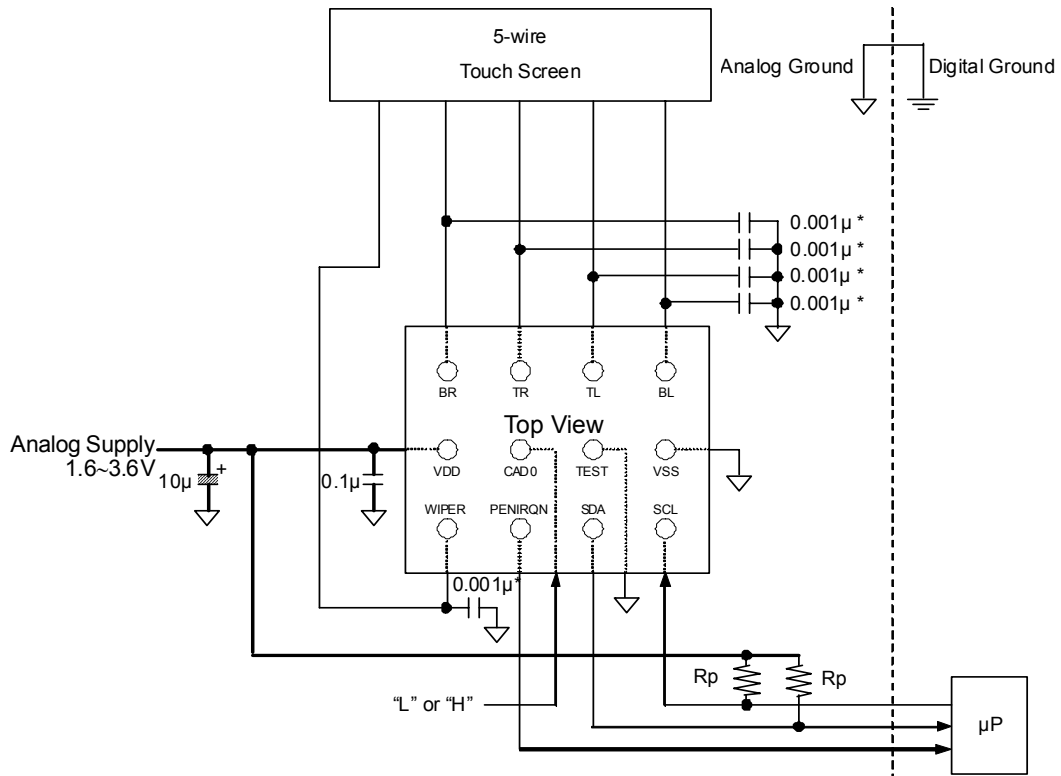 5-wire
Touch Screen
Analog Ground
Digital Ground
0.001µ *
0.001µ *
0.001µ *
0.001µ *
BR
TR
TL
BL
Top View
Analog Supply
1.6~3.6V
10µ
+
0.1µ
VDD
CAD0
TEST
VSS
WIPER
PENIRQN
SDA
SCL
0.001µ*
Rp
Rp
“L” or “H”
µP